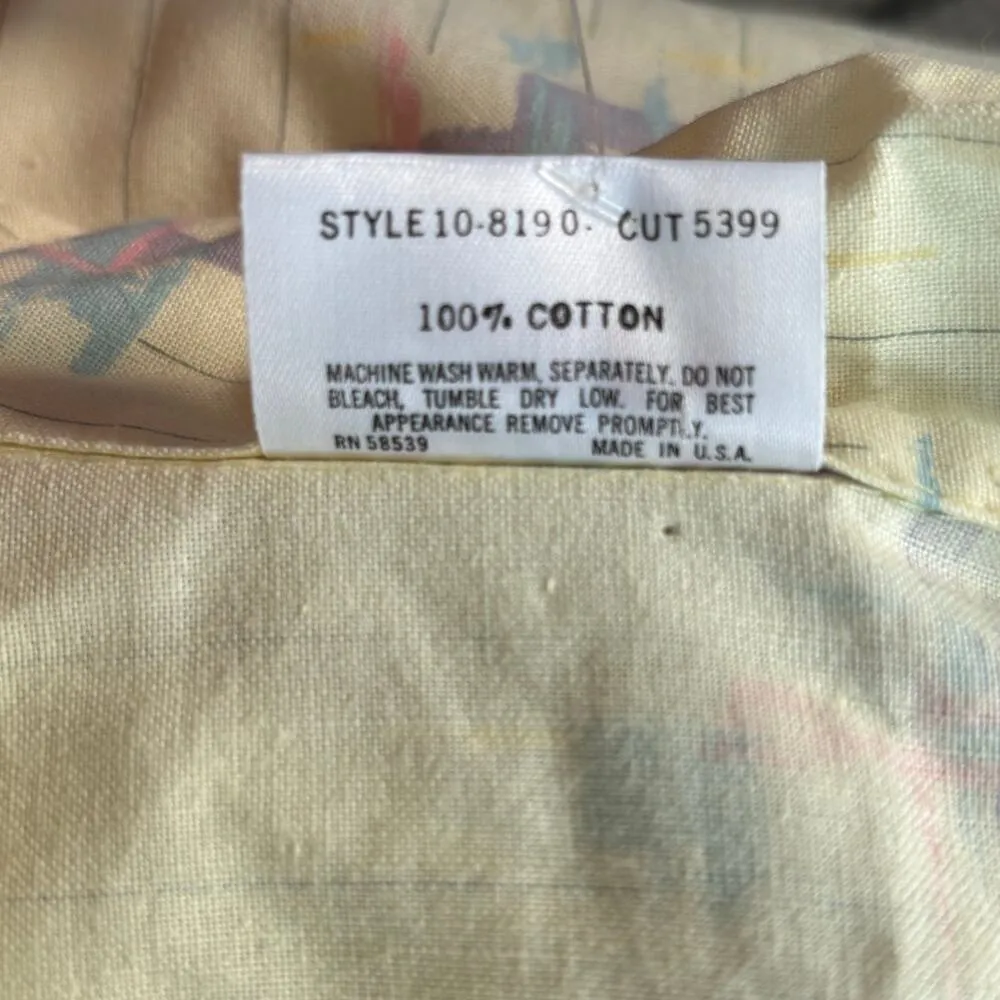 STYLE 10-8190- CUT 5399
100% COTTON
MACHINE WASH WARM, SEPARATELY. DO NOT
BLEACH, TUMBLE DRY LOW. FOR BEST
APPEARANCE REMOVE PROMPTLY.
RN 58539 MADE IN U.S.A.